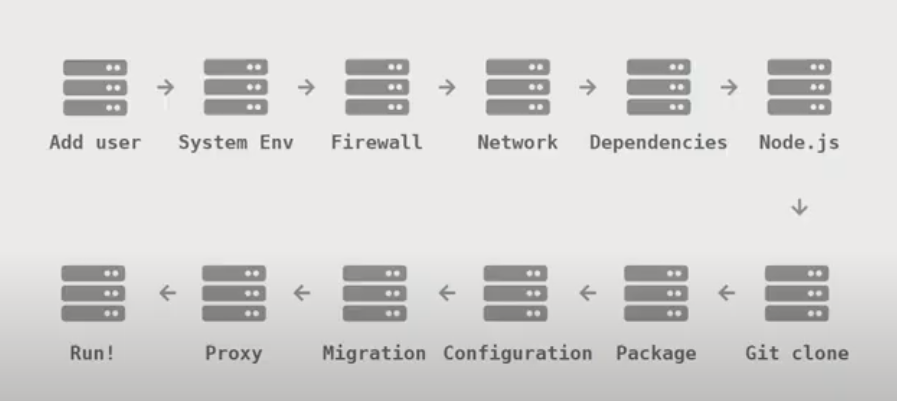 Add user
System Env
Firewall
Network
Dependencies
Node.js
Run!
Proxy
Migration
Configuration
Package
Git clone